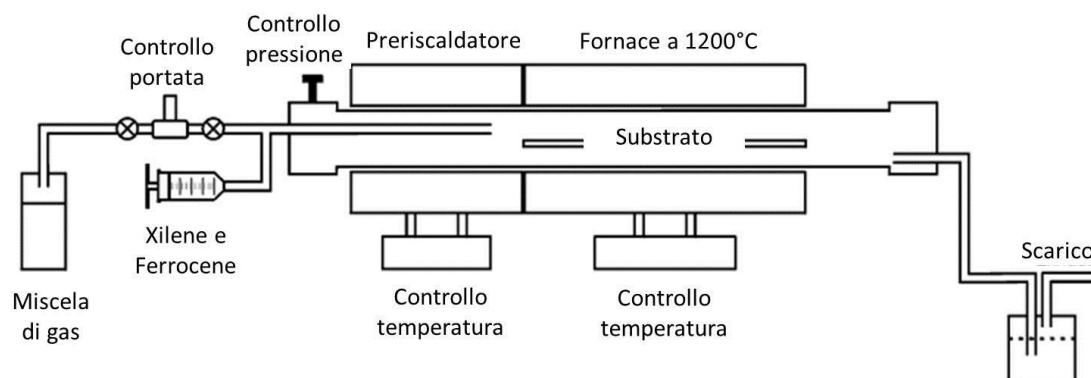 Controllo
pressione
Preriscaldatore
Fornace a 1200°C
Controllo
portata
Substrato
Xilene e
Ferrocene
Miscela
di gas
Controllo
temperatura
Controllo
temperatura
Scarico